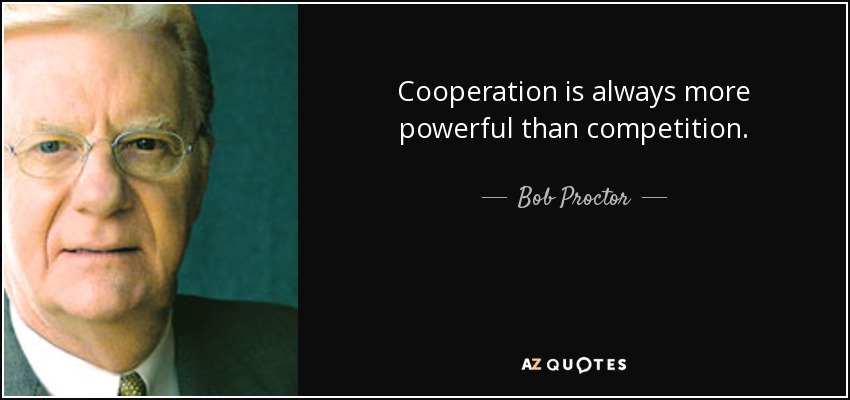 Cooperation is always more
powerful than competition.
Bob Proctor
AZ QUOTES